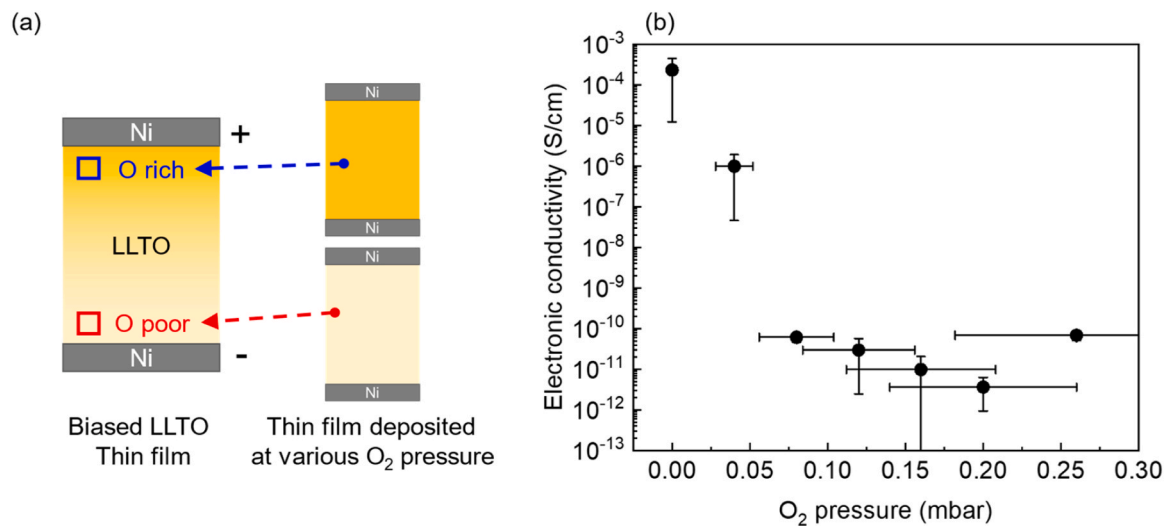 (a)
Ni
+
O rich
LLTO
O poor
Ni
-
Biased LLTO
Thin film
Ni
Ni
Ni
Ni
Thin film deposited
at various O₂ pressure
(b)
Electronic conductivity (S/cm)
10⁻³
10⁻⁴
10⁻⁵
10⁻⁶
10⁻⁷
10⁻⁸
10⁻⁹
10⁻¹⁰
10⁻¹¹
10⁻¹²
10⁻¹³
0.00 0.05 0.10 0.15 0.20 0.25 0.30
O₂ pressure (mbar)